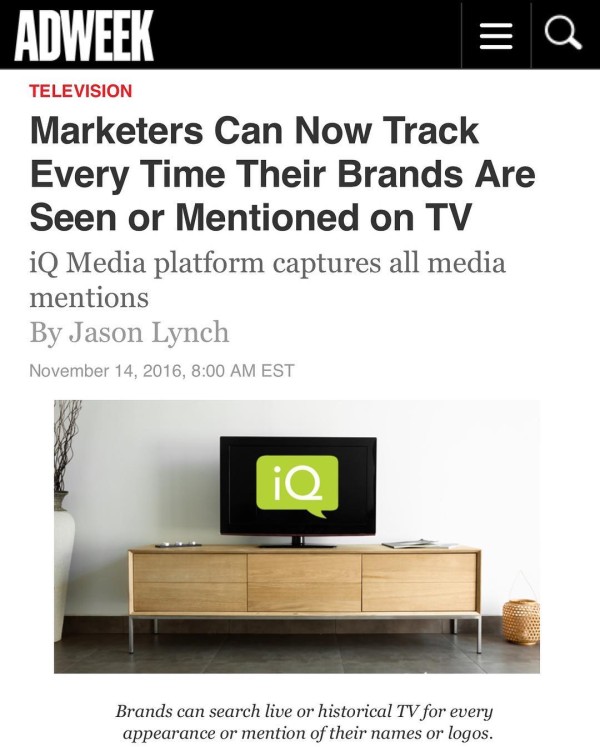 ADWEEK
TELEVISION
Marketers Can Now Track
Every Time Their Brands Are
Seen or Mentioned on TV
iQ Media platform captures all media
mentions
By Jason Lynch
November 14, 2016, 8:00 AM EST
iQ
Brands can search live or historical TV for every
appearance or mention of their names or logos.